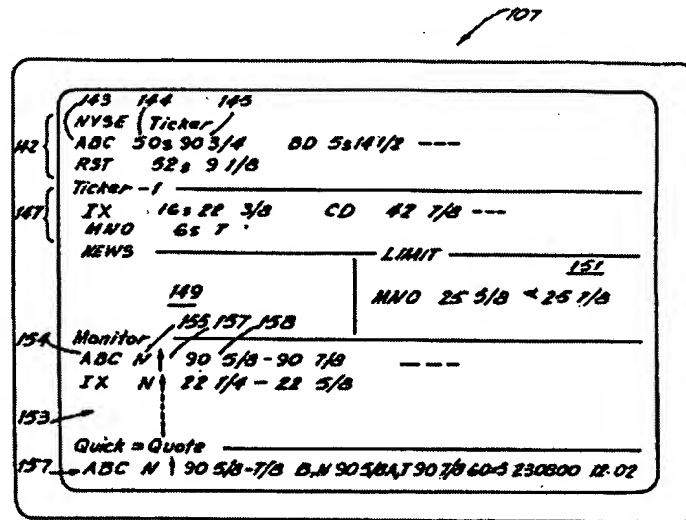 107
143 144 145
NYSE Ticker
142 ABC 50s 90 3/4 BD 5s 14 1/2 ---
RST 52s 9 1/8
Ticker-1
147 IX 16s 22 3/8 CD 42 7/8 ---
MNO 6s 7
NEWS LIMIT
151
149 MNO 25 5/8 < 25 7/8
155 157 158
154 Monitor
ABC N ↑ 90 5/8 - 90 7/8 ----
IX N ↑ 22 1/4 - 22 5/8
153
Quick = Quote
157 ABC N ↑ 90 5/8-7/8 B,N 90 5/8 A,T 90 7/8 60=5 230800 12:02